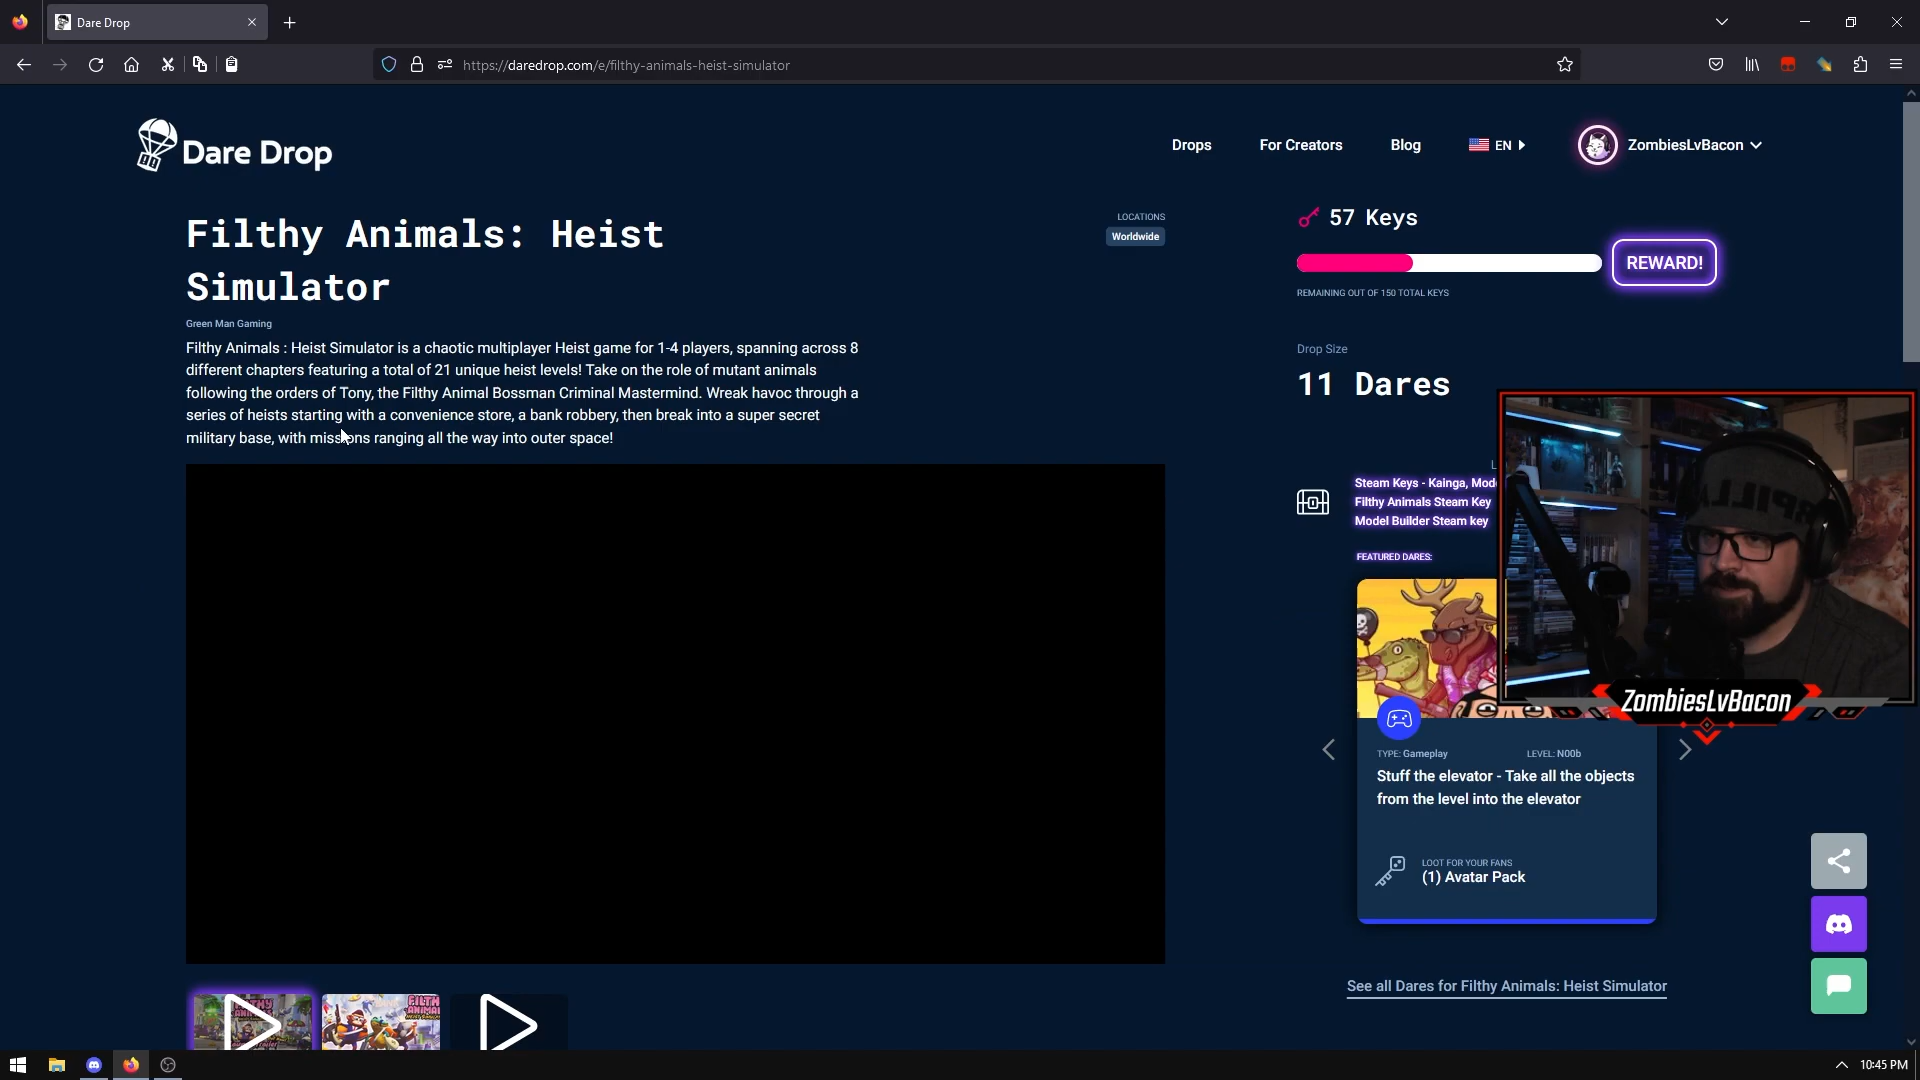 Dare Drop
https://daredrop.com/e/filthy-animals-heist-simulator
Dare Drop
Drops
For Creators
Blog
EN
ZombiesLvBacon
Filthy Animals: Heist
Simulator
LOCATIONS
Worldwide
Green Man Gaming
Filthy Animals : Heist Simulator is a chaotic multiplayer Heist game for 1-4 players, spanning across 8
different chapters featuring a total of 21 unique heist levels! Take on the role of mutant animals
following the orders of Tony, the Filthy Animal Bossman Criminal Mastermind. Wreak havoc through a
series of heists starting with a convenience store, a bank robbery, then break into a super secret
military base, with missions ranging all the way into outer space!
57 Keys
REWARD!
REMAINING OUT OF 150 TOTAL KEYS
Drop Size
11 Dares
Steam Keys - Kainga, Mode
Filthy Animals Steam Key
Model Builder Steam key
FEATURED DARES:
ZombiesLvBacon
TYPE: Gameplay
LEVEL: N00b
Stuff the elevator - Take all the objects
from the level into the elevator
LOOT FOR YOUR FANS
(1) Avatar Pack
See all Dares for Filthy Animals: Heist Simulator
10:45 PM